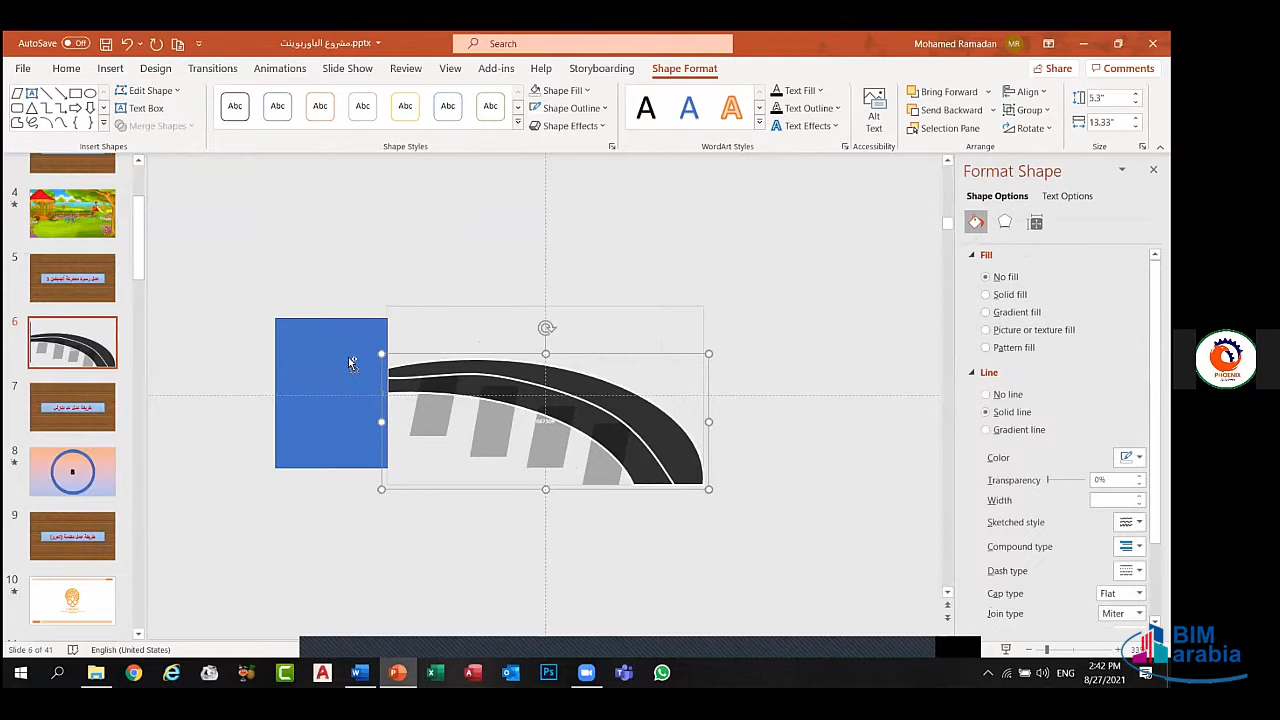 AutoSave Off مشروع الباوربوينت.pptx Search Mohamed Ramadan MR
File Home Insert Design Transitions Animations Slide Show Review View Add-ins Help Storyboarding Shape Format Share Comments
Edit Shape Abc Abc Abc Abc Abc Abc Abc Shape Fill A A A Text Fill Alt Text Bring Forward Align 5.3"
Text Box Shape Outline Text Outline Send Backward Group 13.33"
Merge Shapes Shape Effects Text Effects Selection Pane Rotate
Insert Shapes Shape Styles WordArt Styles Accessibility Arrange Size
Format Shape
Shape Options Text Options
Fill
No fill
Solid fill
Gradient fill
Picture or texture fill
Pattern fill
Line
No line
Solid line
Gradient line
Color
Transparency 0%
Width
Sketched style
Compound type
Dash type
Cap type Flat
Join type Miter
4
5
6
7
8
B
9
10
Slide 6 of 41 English (United States)
PHOENIX
BIM
arabia
ENG
2:42 PM
8/27/2021